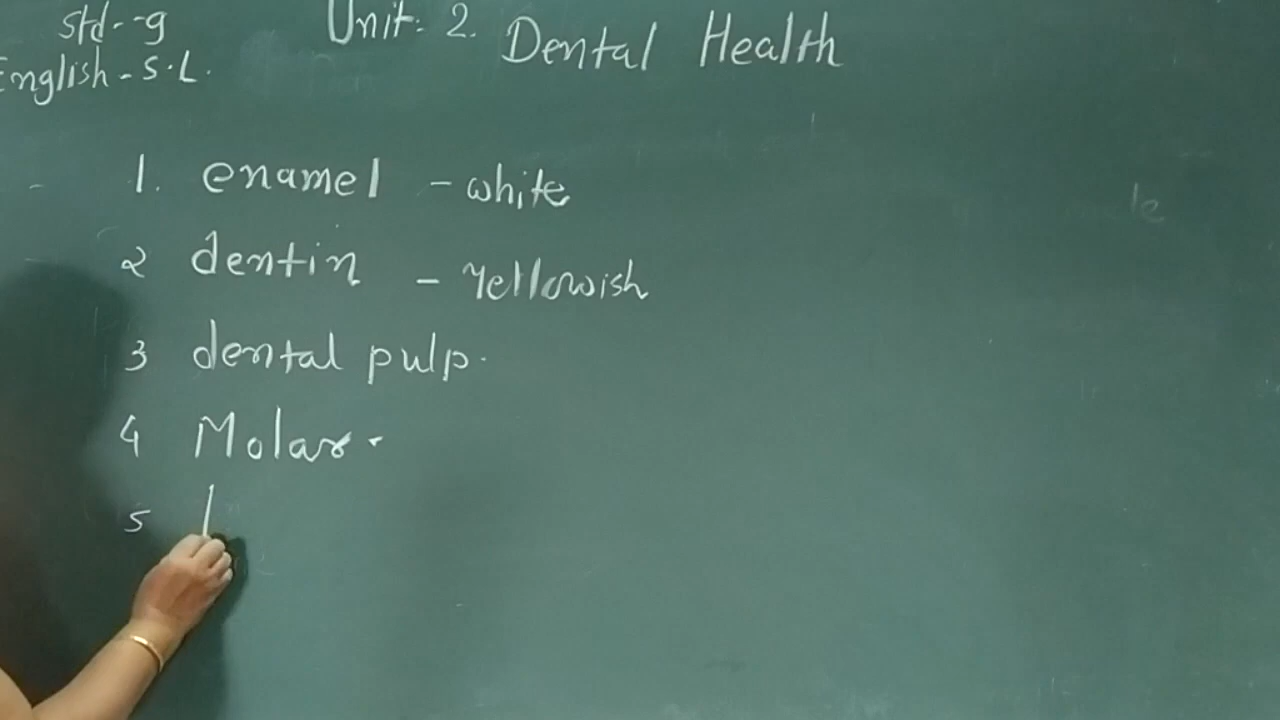 Std--9 Unit: 2. Dental Health
English - S.L.
1. enamel - white
2 dentin - Yellowish
3 dental pulp.
4 Molar.
5
le